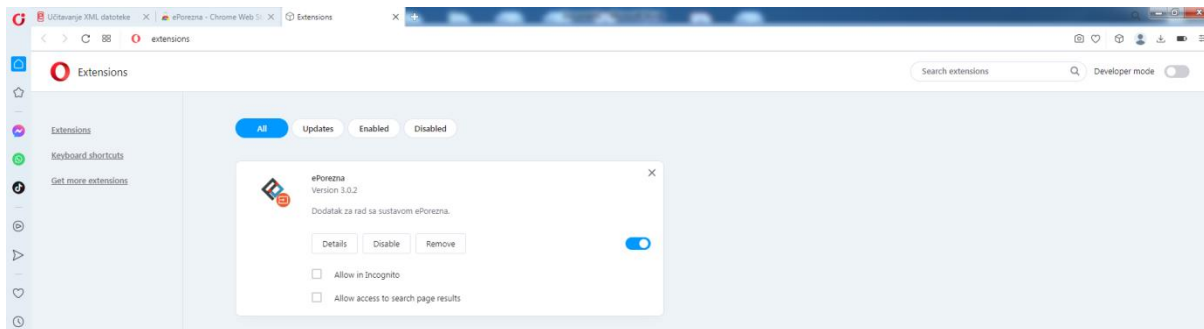 Učitavanje XML datoteke
ePorezna - Chrome Web St
Extensions
extensions
Extensions
Search extensions
Developer mode
Extensions
Keyboard shortcuts
Get more extensions
All Updates Enabled Disabled
ePorezna
Version 3.0.2
Dodatak za rad sa sustavom ePorezna.
Details Disable Remove
Allow in Incognito
Allow access to search page results